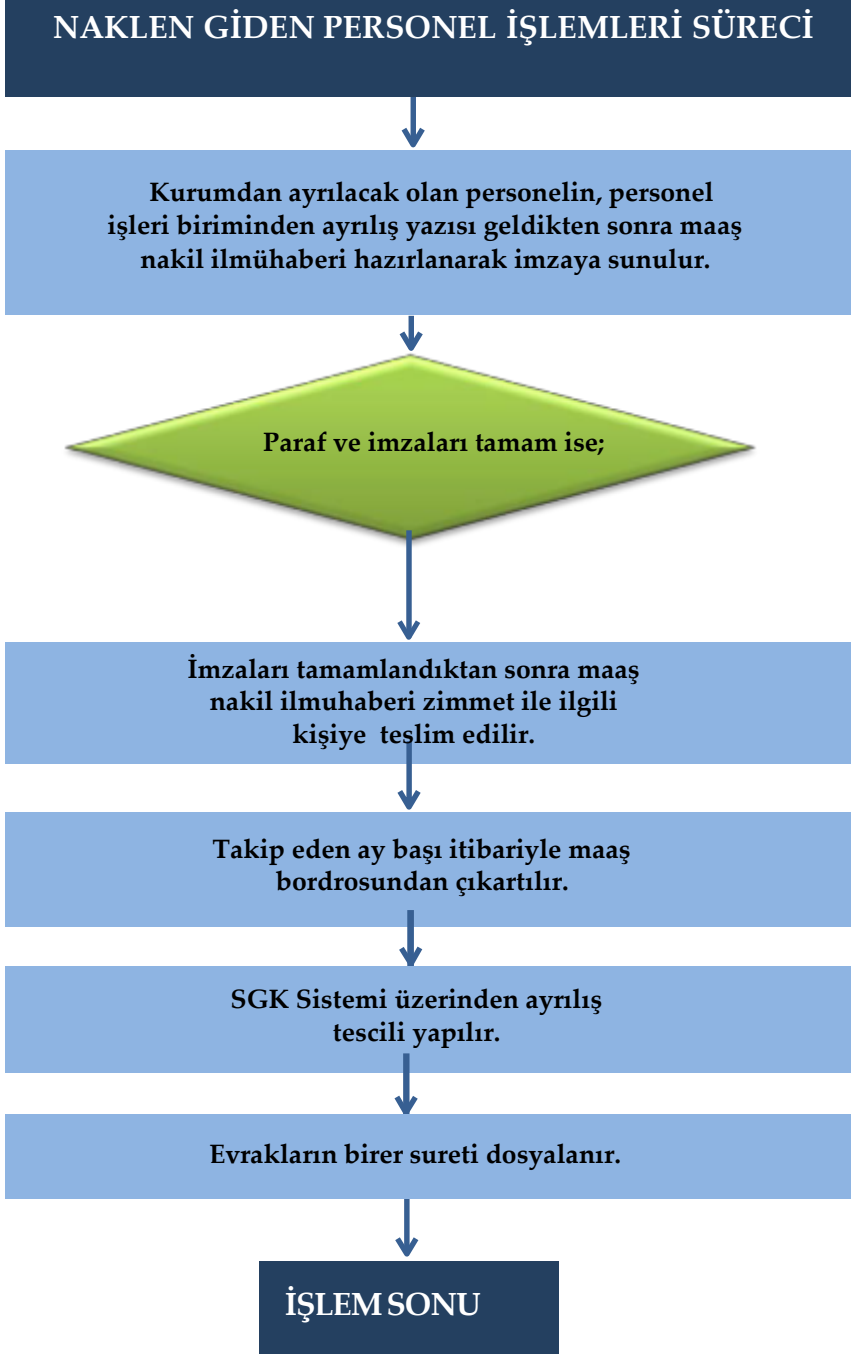 NAKLEN GİDEN PERSONEL İŞLEMLERİ SÜRECİ
Kurumdan ayrılacak olan personelin, personel
işleri biriminden ayrılış yazısı geldikten sonra maaş
nakil ilmühaberi hazırlanarak imzaya sunulur.
Paraf ve imzaları tamam ise;
İmzaları tamamlandıktan sonra maaş
nakil ilmuhaberi zimmet ile ilgili
kişiye teslim edilir.
Takip eden ay başı itibariyle maaş
bordrosundan çıkartılır.
SGK Sistemi üzerinden ayrılış
tescili yapılır.
Evrakların birer sureti dosyalanır.
İŞLEM SONU